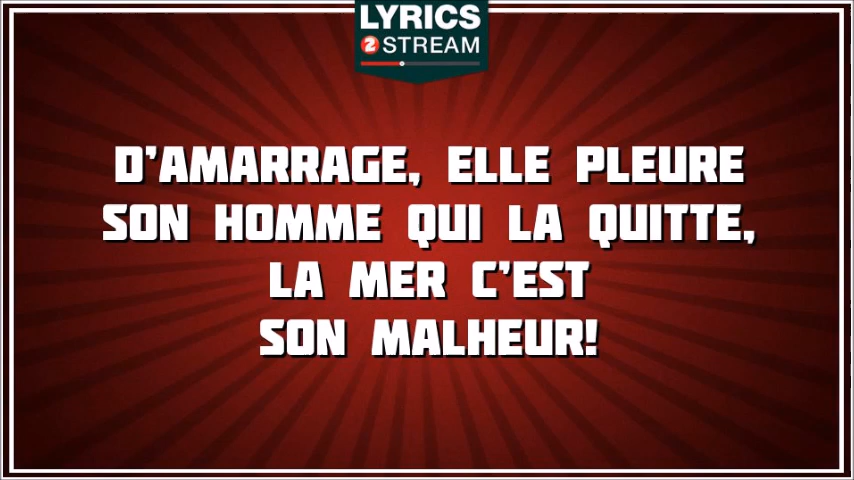 LYRICS
2 STREAM
D'AMARRAGE, ELLE PLEURE
SON HOMME QUI LA QUITTE,
LA MER C'EST
SON MALHEUR!